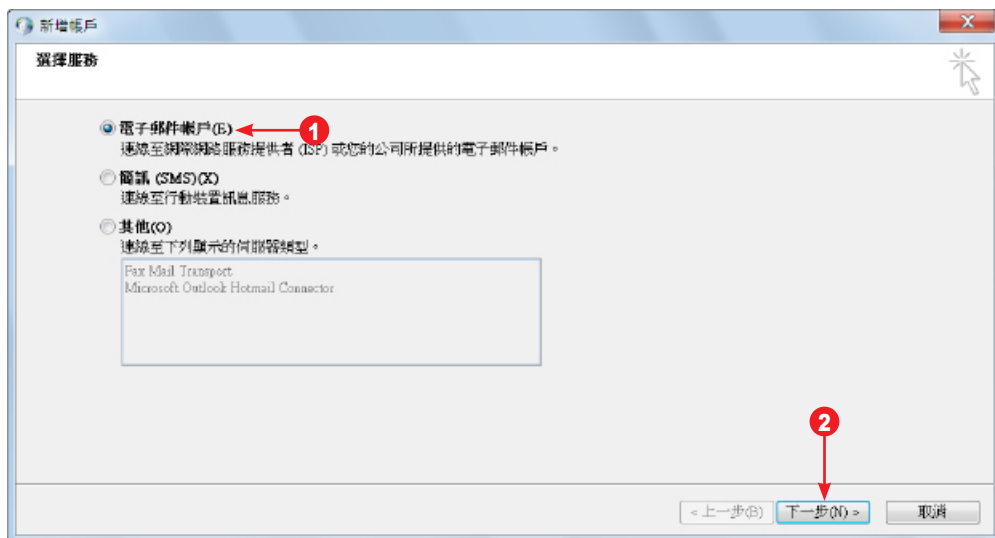 新增帳戶
選擇服務
電子郵件帳戶(E)
1
連線至網際網路服務提供者 (ISP) 或您的公司所提供的電子郵件帳戶。
簡訊 (SMS)(X)
連線至行動裝置訊息服務。
其他(O)
連線至下列顯示的伺服器類型。
Fax Mail Transport
Microsoft Outlook Hotmail Connector
2
< 上一步(B)
下一步(N) >
取消